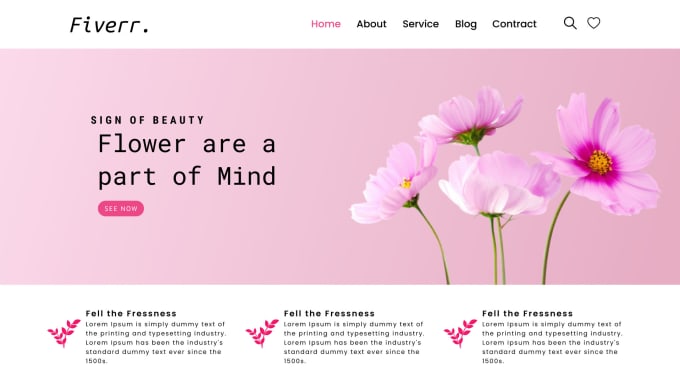 Fiverr.
Home About Service Blog Contract
SIGN OF BEAUTY
Flower are a
part of Mind
SEE NOW
Fell the Fressness
Lorem Ipsum is simply dummy text of
the printing and typesetting industry.
Lorem Ipsum has been the industry's
standard dummy text ever since the
1500s.
Fell the Fressness
Lorem Ipsum is simply dummy text of
the printing and typesetting industry.
Lorem Ipsum has been the industry's
standard dummy text ever since the
1500s.
Fell the Fressness
Lorem Ipsum is simply dummy text of
the printing and typesetting industry.
Lorem Ipsum has been the industry's
standard dummy text ever since the
1500s.